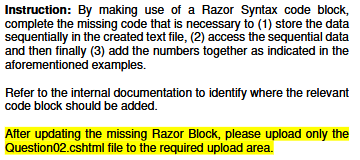 Instruction: By making use of a Razor Syntax code block,
complete the missing code that is necessary to (1) store the data
sequentially in the created text file, (2) access the sequential data
and then finally (3) add the numbers together as indicated in the
aforementioned examples.
Refer to the internal documentation to identify where the relevant
code block should be added.
After updating the missing Razor Block, please upload only the
Question02.cshtml file to the required upload area.